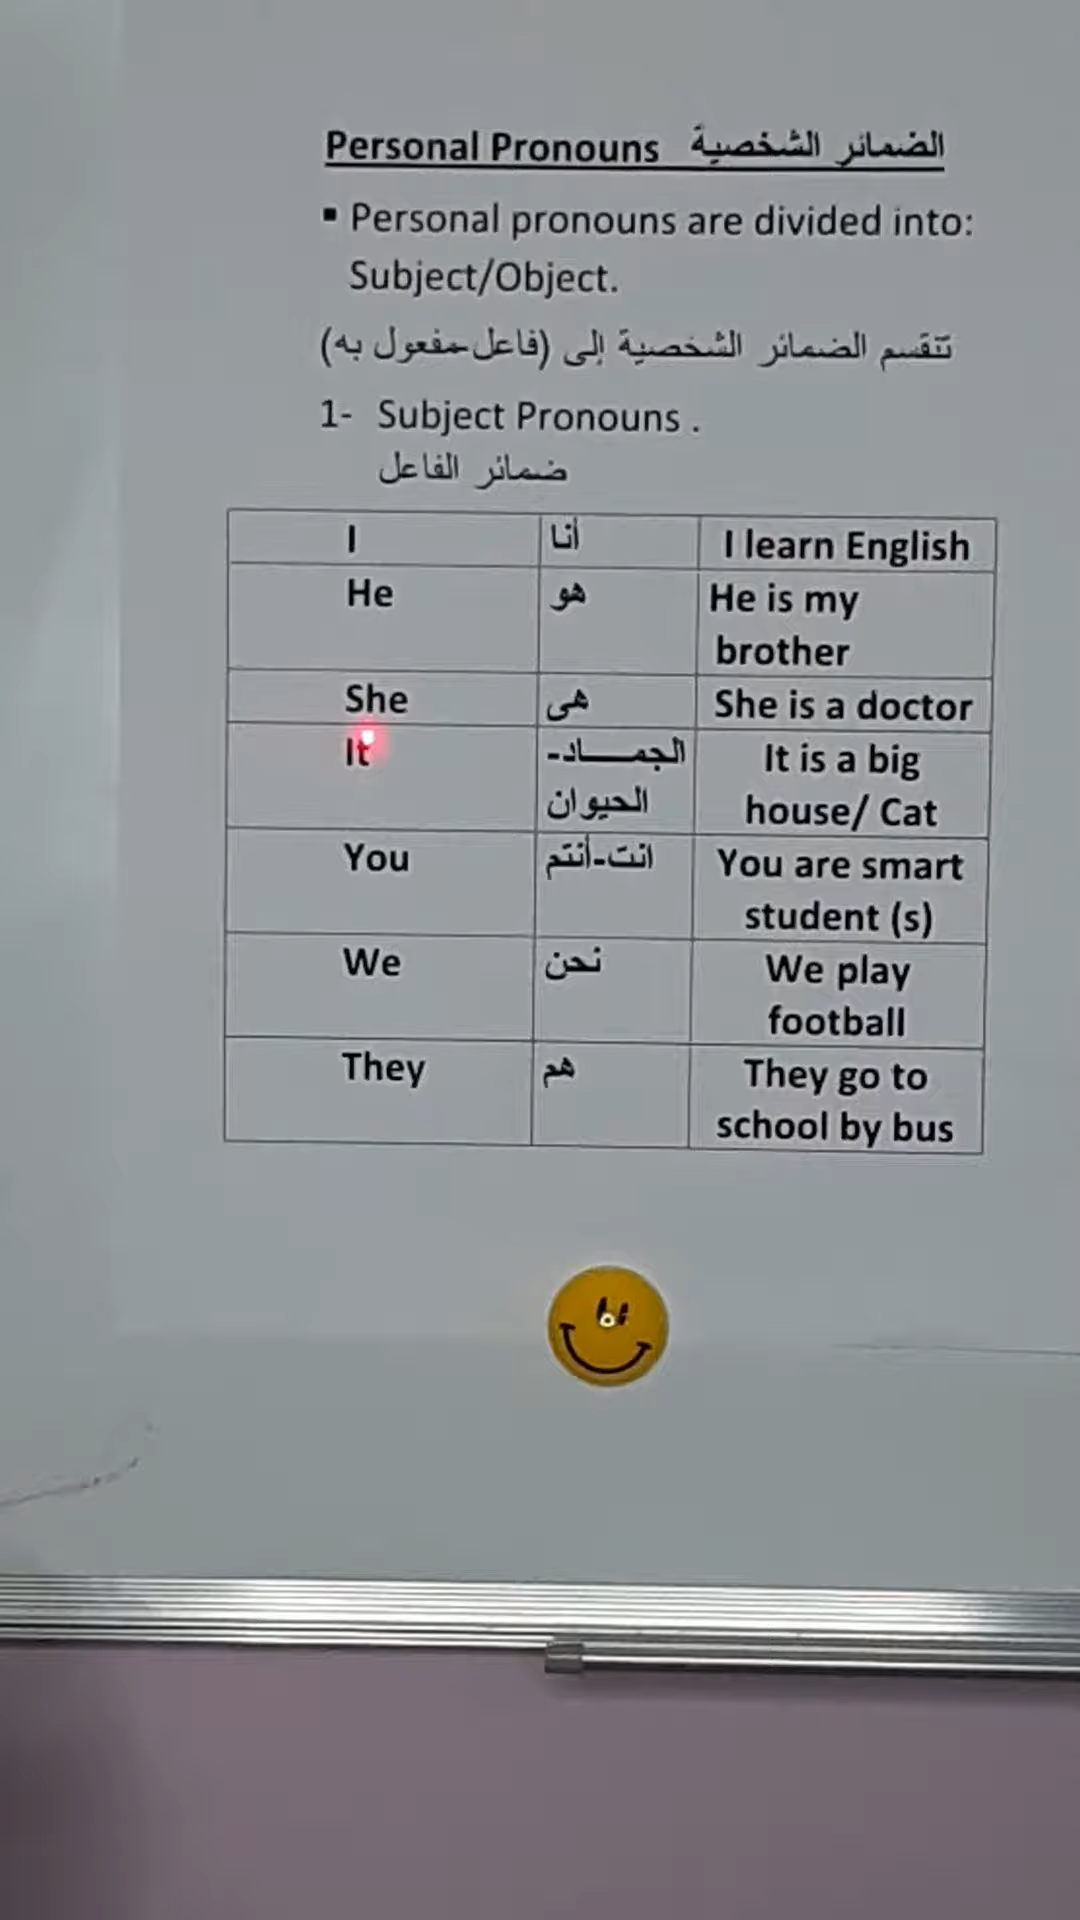 Personal Pronouns الضمائر الشخصية
▪ Personal pronouns are divided into:
Subject/Object.
تنقسم الضمائر الشخصية إلى (فاعل-مفعول به)
1- Subject Pronouns .
ضمائر الفاعل
I أنا I learn English
He هو He is my
brother
She هى She is a doctor
It الجمـــاد- It is a big
الحيوان house/ Cat
You انت-أنتم You are smart
student (s)
We نحن We play
football
They هم They go to
school by bus